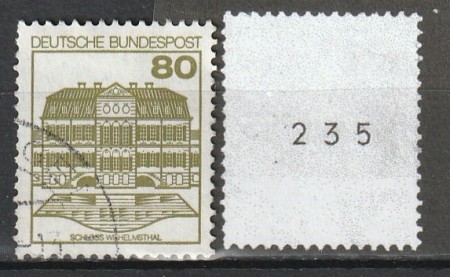 DEUTSCHE BUNDESPOST
80
SCHLOSS WILHELMSTHAL
235